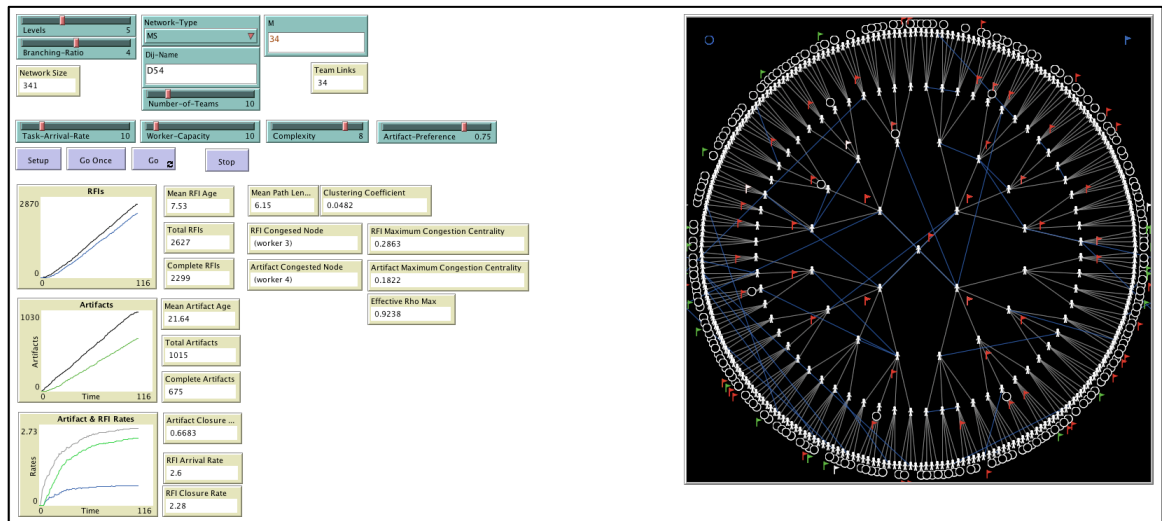 Levels 5
Branching-Ratio 4
Network Size
341
Network-Type
MS
Dij-Name
D54
Number-of-Teams 10
M
34
Team Links
34
Task-Arrival-Rate 10
Worker-Capacity 10
Complexity 8
Artifact-Preference 0.75
Setup
Go Once
Go
Stop
RFIs
2870
0
0 116
Mean RFI Age
7.53
Total RFIs
2627
Complete RFIs
2299
Mean Path Len...
6.15
Clustering Coefficient
0.0482
RFI Congesed Node
(worker 3)
RFI Maximum Congestion Centrality
0.2863
Artifact Congested Node
(worker 4)
Artifact Maximum Congestion Centrality
0.1822
Effective Rho Max
0.9238
Artifacts
1030
Artifacts
0
0 Time 116
Mean Artifact Age
21.64
Total Artifacts
1015
Complete Artifacts
675
Artifact & RFI Rates
2.73
Rates
0
0 Time 116
Artifact Closure ...
0.6683
RFI Arrival Rate
2.6
RFI Closure Rate
2.28